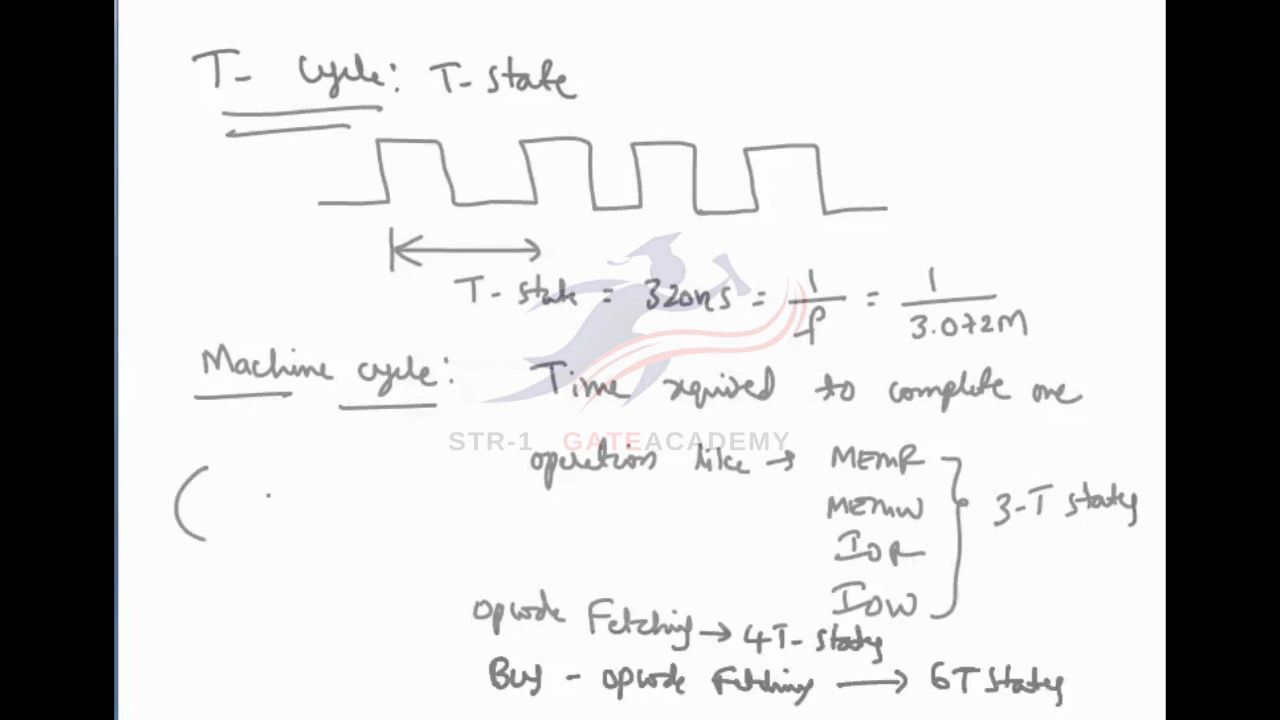 T- cycle: T-state
T-state = 320ns = 1/f = 1/3.072M
Machine cycle: Time required to complete one
STR-1 GATEACADEMY
operation like → MEMR
MEMW
IOR
IOW
3-T states
opcode Fetching → 4T-states
Bus - opcode Fetching → 6T states